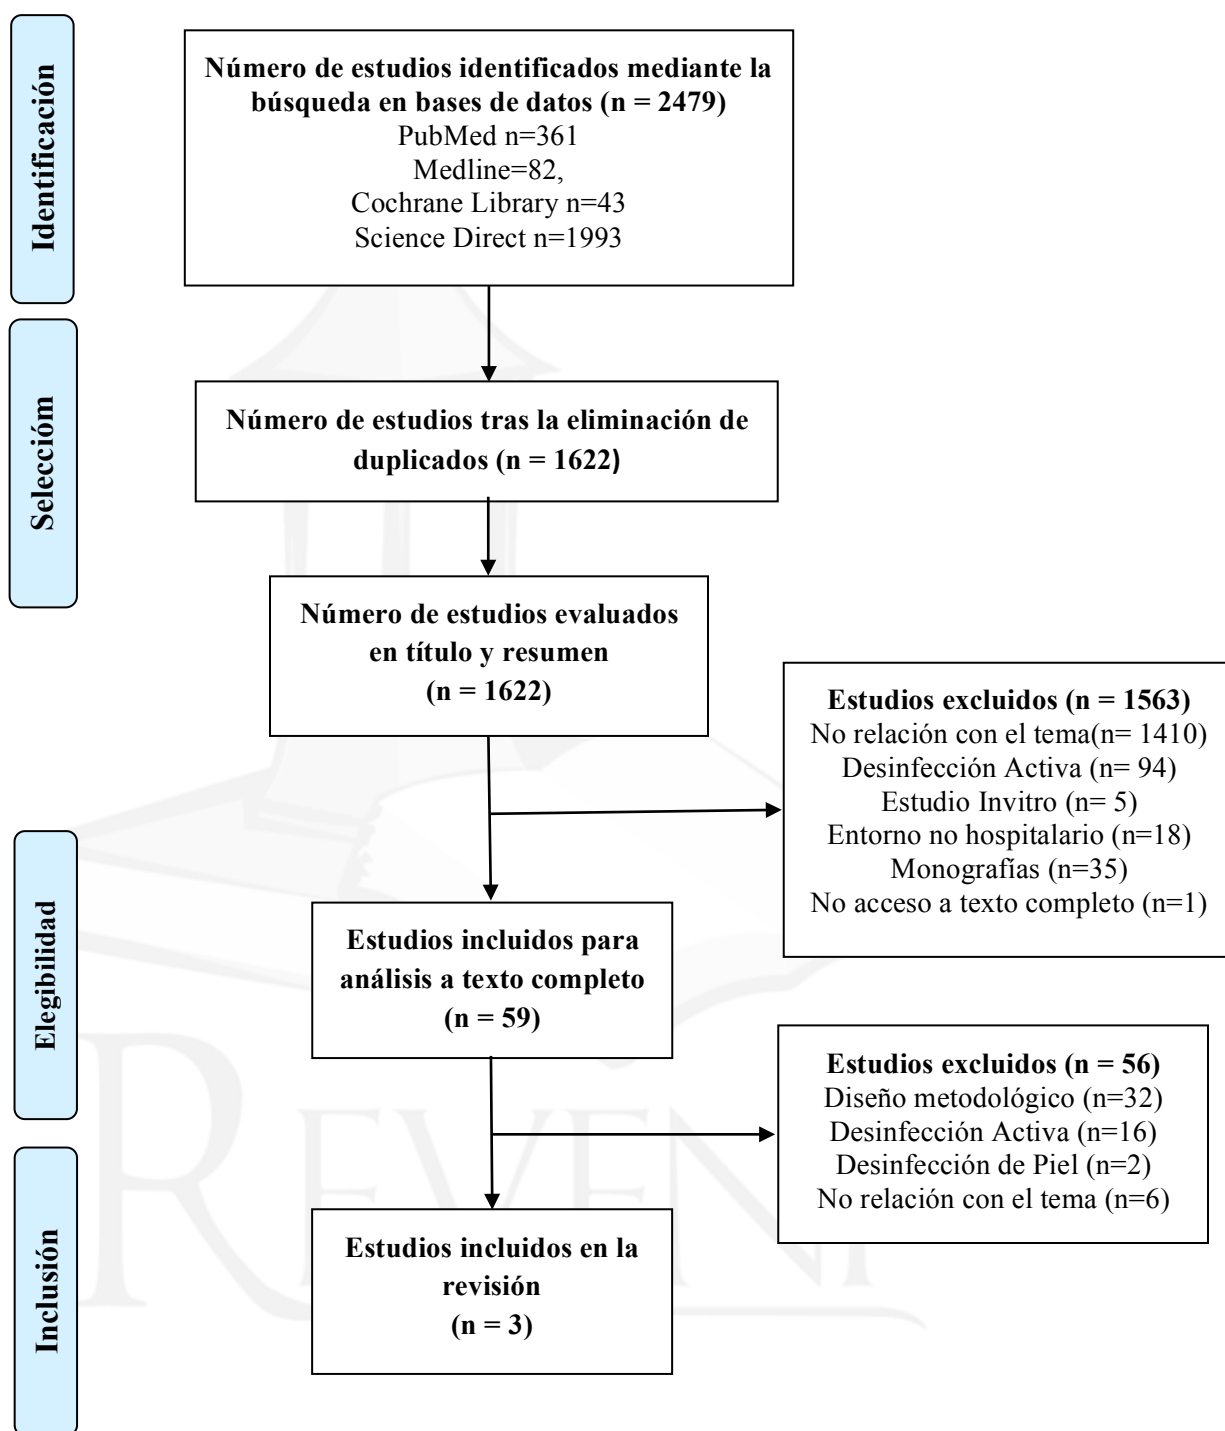 Identificación
Número de estudios identificados mediante la
búsqueda en bases de datos (n = 2479)
PubMed n=361
Medline=82,
Cochrane Library n=43
Science Direct n=1993
Seleccióm
Número de estudios tras la eliminación de
duplicados (n = 1622)
Número de estudios evaluados
en título y resumen
(n = 1622)
Estudios excluidos (n = 1563)
No relación con el tema(n= 1410)
Desinfección Activa (n= 94)
Estudio Invitro (n= 5)
Entorno no hospitalario (n=18)
Monografías (n=35)
No acceso a texto completo (n=1)
Elegibilidad
Estudios incluidos para
análisis a texto completo
(n = 59)
Estudios excluidos (n = 56)
Diseño metodológico (n=32)
Desinfección Activa (n=16)
Desinfección de Piel (n=2)
No relación con el tema (n=6)
Inclusión
Estudios incluidos en la
revisión
(n = 3)
REVENF